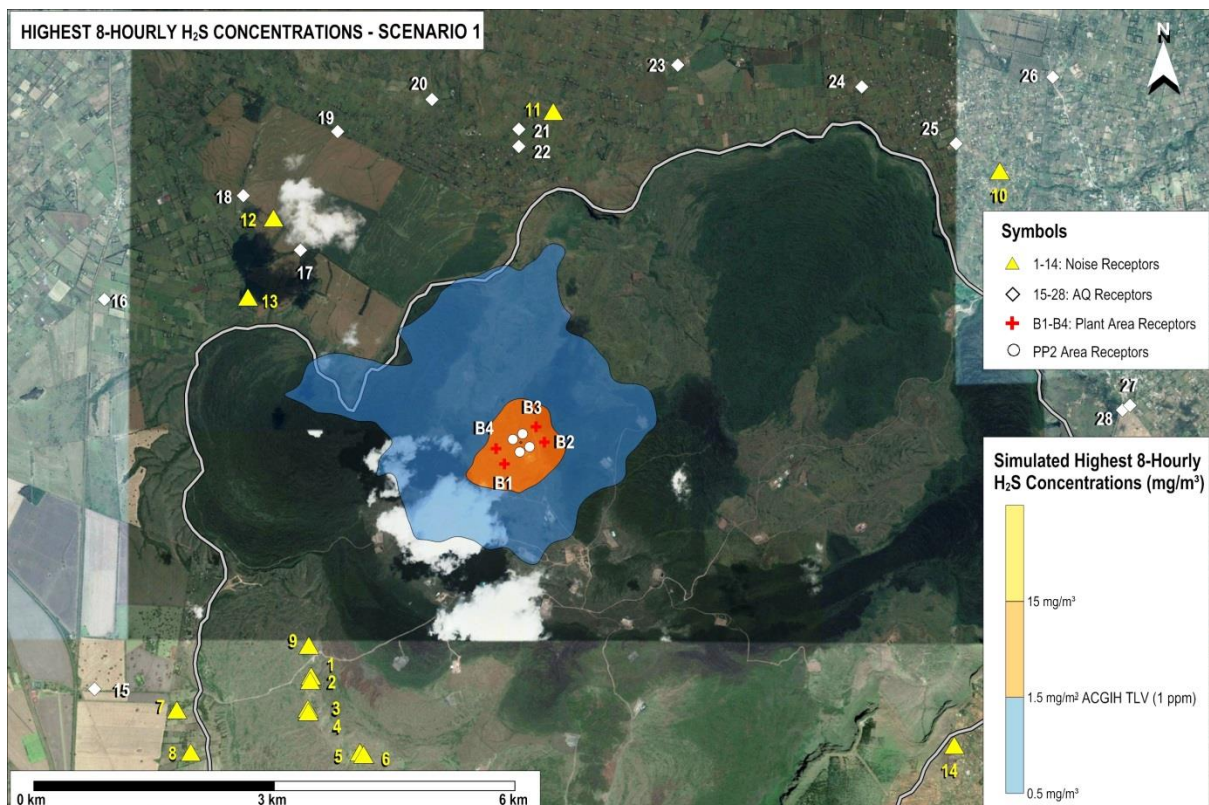 HIGHEST 8-HOURLY H₂S CONCENTRATIONS - SCENARIO 1
N
23
26
24
20
11
21
19
22
25
10
18
12
17
16
13
Symbols
1-14: Noise Receptors
15-28: AQ Receptors
B1-B4: Plant Area Receptors
PP2 Area Receptors
27
28
B3
B4
B2
B1
Simulated Highest 8-Hourly
H₂S Concentrations (mg/m³)
15 mg/m³
1.5 mg/m² ACGIH TLV (1 ppm)
0.5 mg/m³
9
1
2
15
7
3
4
8
5
6
14
0 km
3 km
6 km